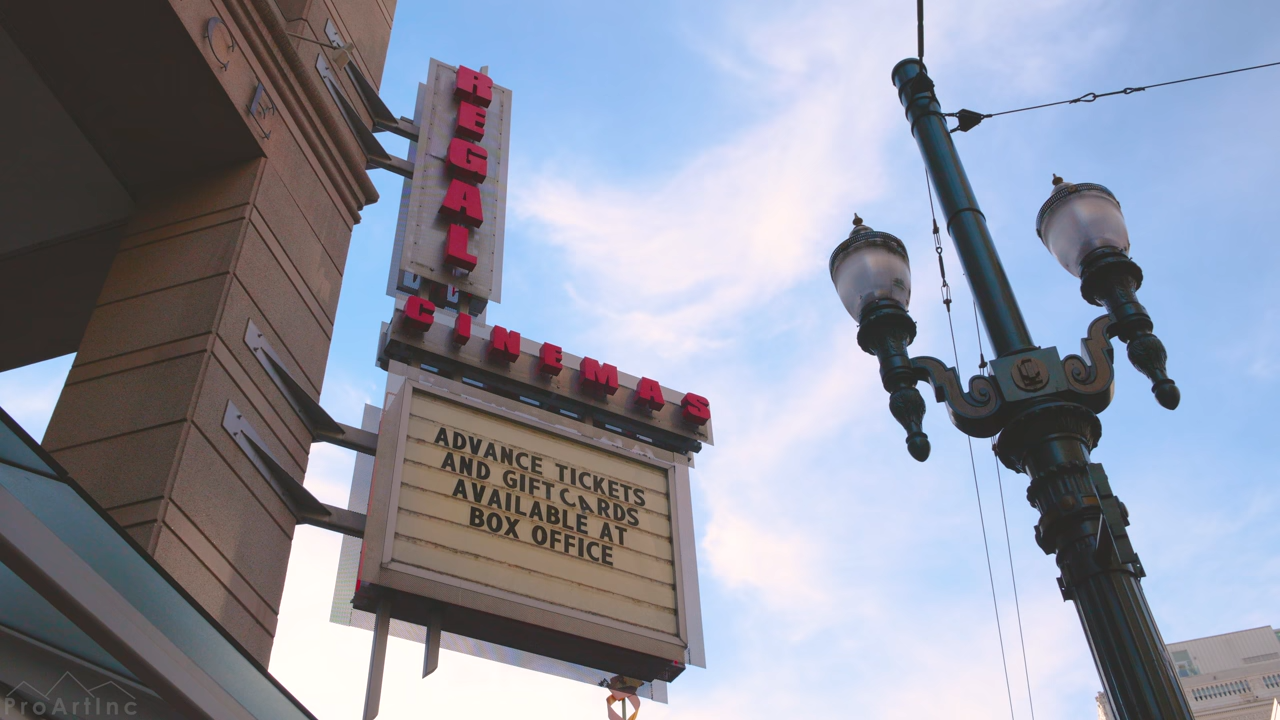 C E
REGAL
CINEMAS
ADVANCE TICKETS
AND GIFT CARDS
AVAILABLE AT
BOX OFFICE
ProArtInc